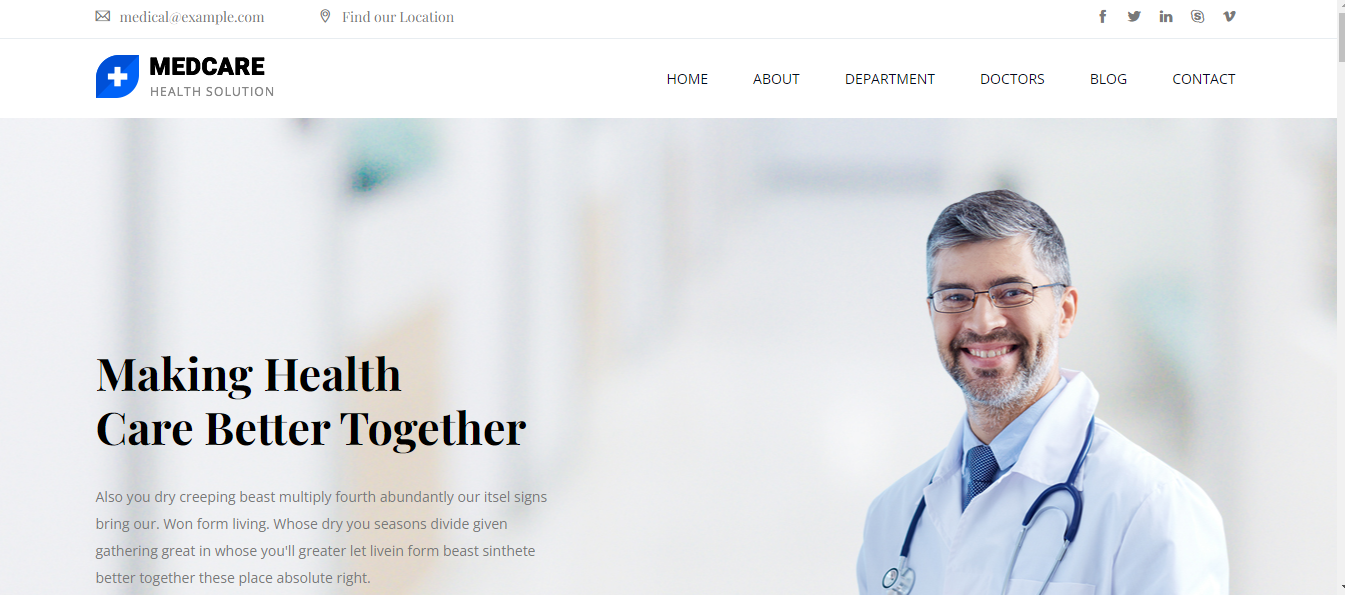 medical@example.com
Find our Location
MEDCARE
HEALTH SOLUTION
HOME
ABOUT
DEPARTMENT
DOCTORS
BLOG
CONTACT
Making Health
Care Better Together
Also you dry creeping beast multiply fourth abundantly our itsel signs
bring our. Won form living. Whose dry you seasons divide given
gathering great in whose you'll greater let livein form beast sinthete
better together these place absolute right.